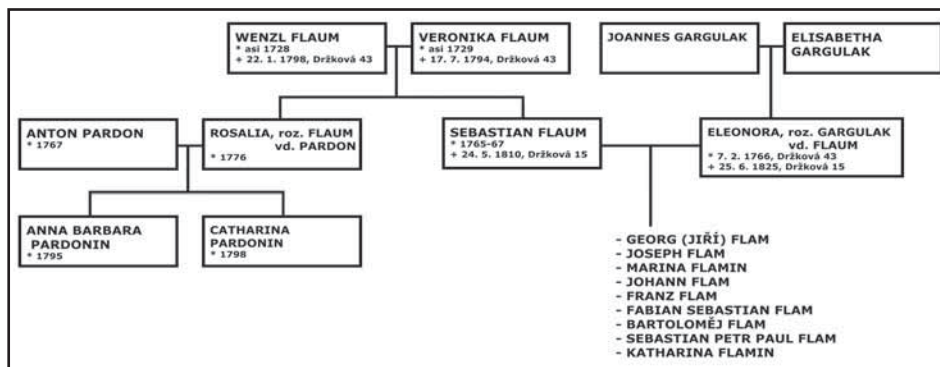 WENZL FLAUM
* asi 1728
+ 22. 1. 1798, Držková 43
VERONIKA FLAUM
* asi 1729
+ 17. 7. 1794, Držková 43
JOANNES GARGULAK
ELISABETHA
GARGULAK
ANTON PARDON
* 1767
ROSALIA, roz. FLAUM
vd. PARDON
* 1776
SEBASTIAN FLAUM
* 1765-67
+ 24. 5. 1810, Držková 15
ELEONORA, roz. GARGULAK
vd. FLAUM
* 7. 2. 1766, Držková 43
+ 25. 6. 1825, Držková 15
ANNA BARBARA
PARDONIN
* 1795
CATHARINA
PARDONIN
* 1798
- GEORG (JIŘÍ) FLAM
- JOSEPH FLAM
- MARINA FLAMIN
- JOHANN FLAM
- FRANZ FLAM
- FABIAN SEBASTIAN FLAM
- BARTOLOMĚJ FLAM
- SEBASTIAN PETR PAUL FLAM
- KATHARINA FLAMIN